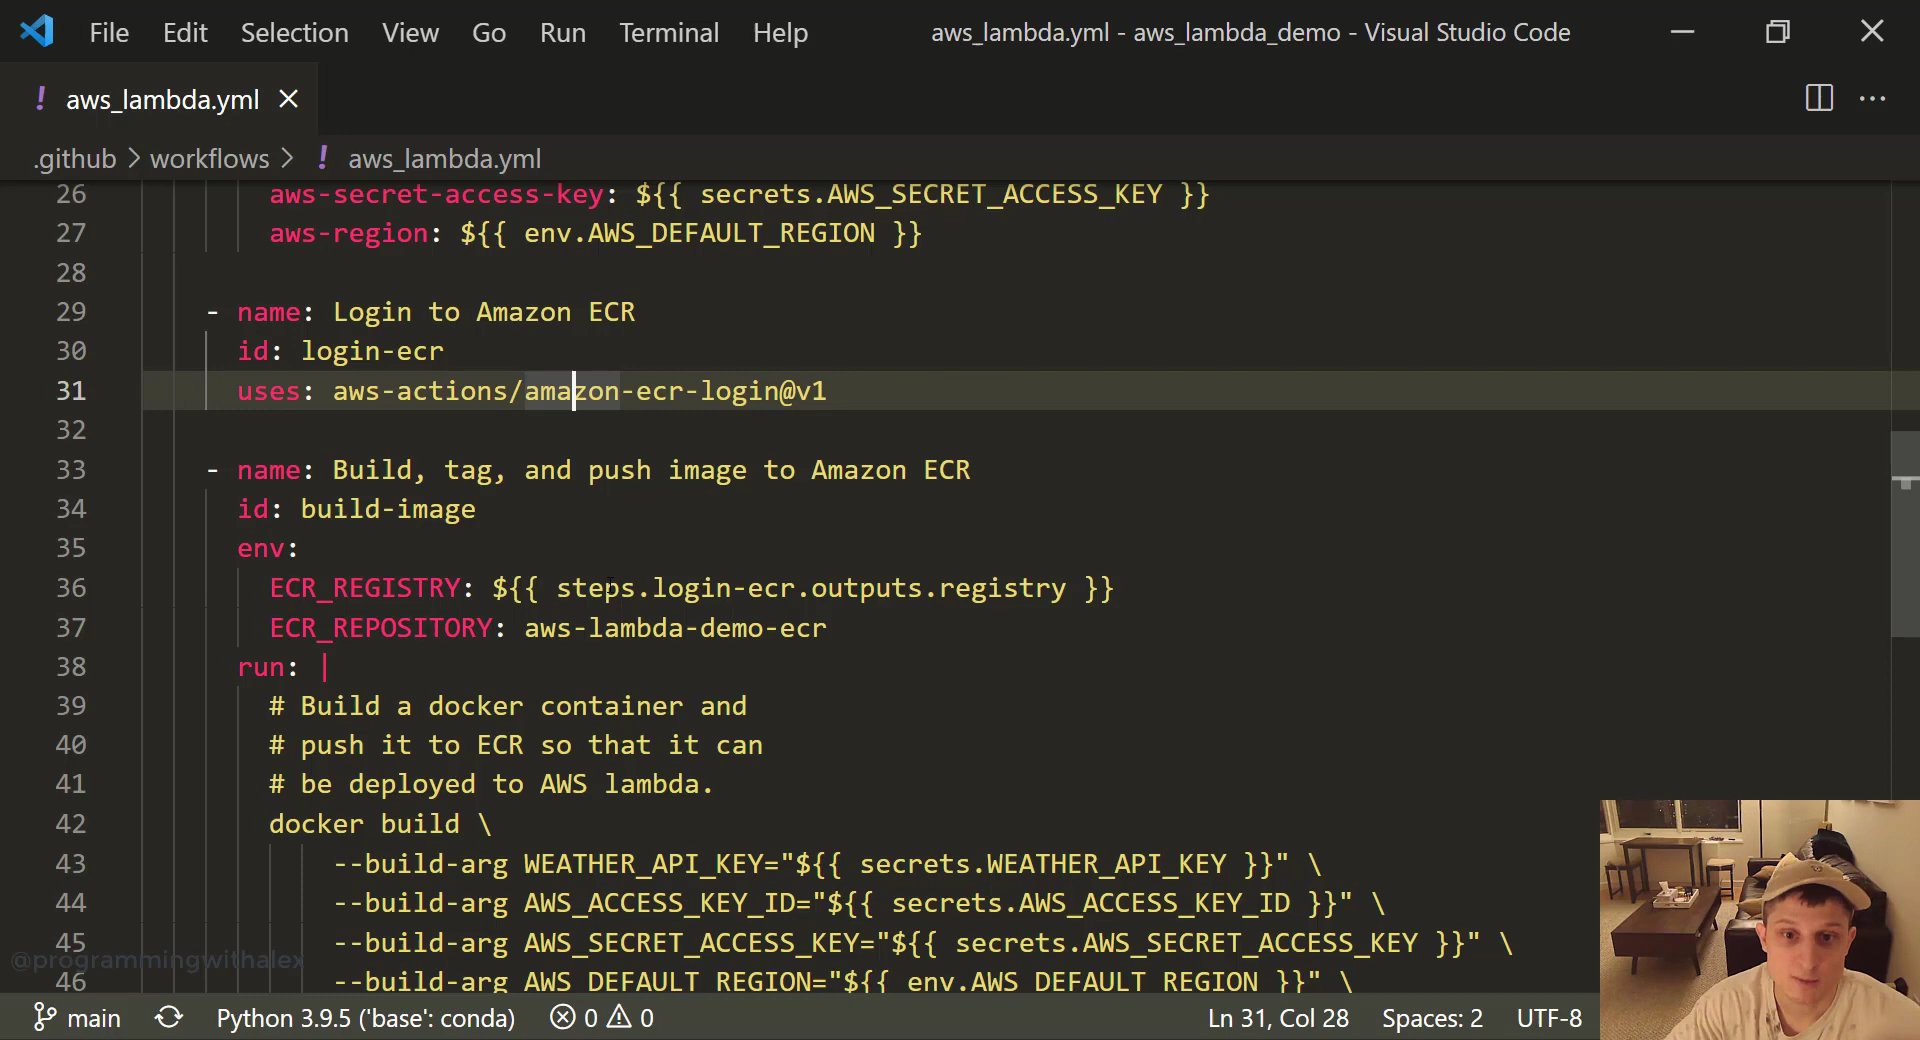 File Edit Selection View Go Run Terminal Help aws_lambda.yml - aws_lambda_demo - Visual Studio Code
! aws_lambda.yml
.github > workflows > ! aws_lambda.yml
26 aws-secret-access-key: ${{ secrets.AWS_SECRET_ACCESS_KEY }}
27 aws-region: ${{ env.AWS_DEFAULT_REGION }}
28
29 - name: Login to Amazon ECR
30 id: login-ecr
31 uses: aws-actions/amazon-ecr-login@v1
32
33 - name: Build, tag, and push image to Amazon ECR
34 id: build-image
35 env:
36 ECR_REGISTRY: ${{ steps.login-ecr.outputs.registry }}
37 ECR_REPOSITORY: aws-lambda-demo-ecr
38 run: |
39 # Build a docker container and
40 # push it to ECR so that it can
41 # be deployed to AWS lambda.
42 docker build \
43 --build-arg WEATHER_API_KEY="${{ secrets.WEATHER_API_KEY }}" \
44 --build-arg AWS_ACCESS_KEY_ID="${{ secrets.AWS_ACCESS_KEY_ID }}" \
45 --build-arg AWS_SECRET_ACCESS_KEY="${{ secrets.AWS_SECRET_ACCESS_KEY }}" \
@programmingwithalex
46 --build-arg AWS_DEFAULT_REGION="${{ env.AWS_DEFAULT_REGION }}" \
main Python 3.9.5 ('base': conda) 0 0 Ln 31, Col 28 Spaces: 2 UTF-8